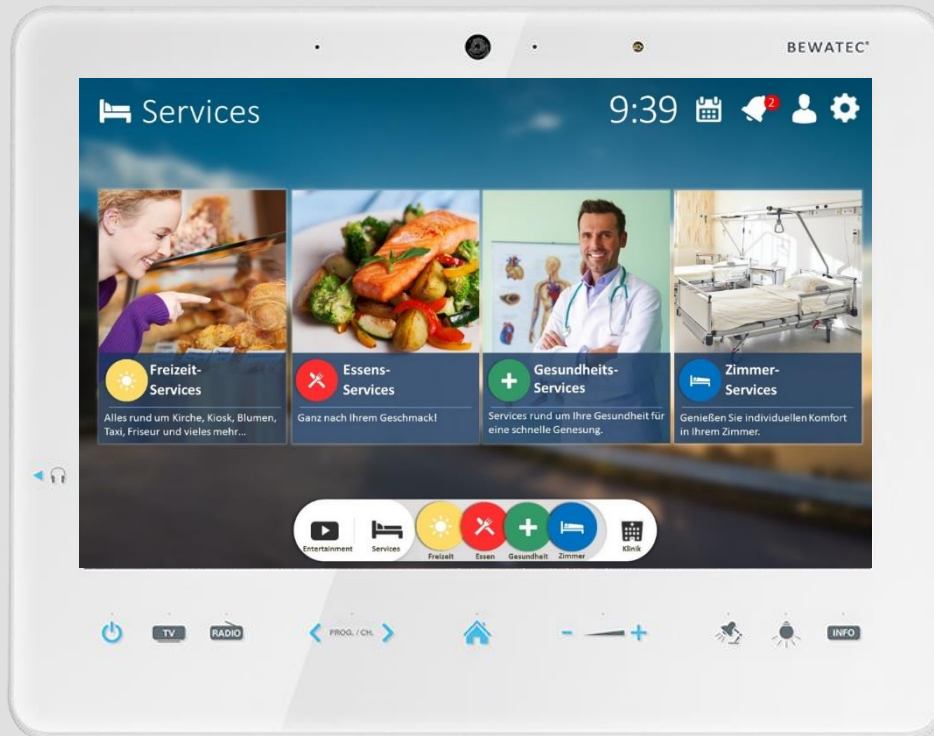 BEWATEC
Services
9:39
2
Freizeit-
Services
Alles rund um Kirche, Kiosk, Blumen,
Taxi, Friseur und vieles mehr...
Essens-
Services
Ganz nach Ihrem Geschmack!
Gesundheits-
Services
Services rund um Ihre Gesundheit für
eine schnelle Genesung.
Zimmer-
Services
Genießen Sie individuellen Komfort
in Ihrem Zimmer.
Entertainment
Services
Freizeit
Essen
Gesundheit
Zimmer
Klinik
TV
RADIO
PROG. / CH.
INFO